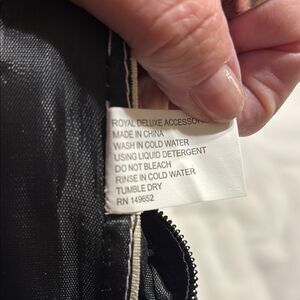 ROYAL DELUXE ACCESSO
MADE IN CHINA
WASH IN COLD WATER
USING LIQUID DETERGENT
DO NOT BLEACH
RINSE IN COLD WATER
TUMBLE DRY
RN 149652